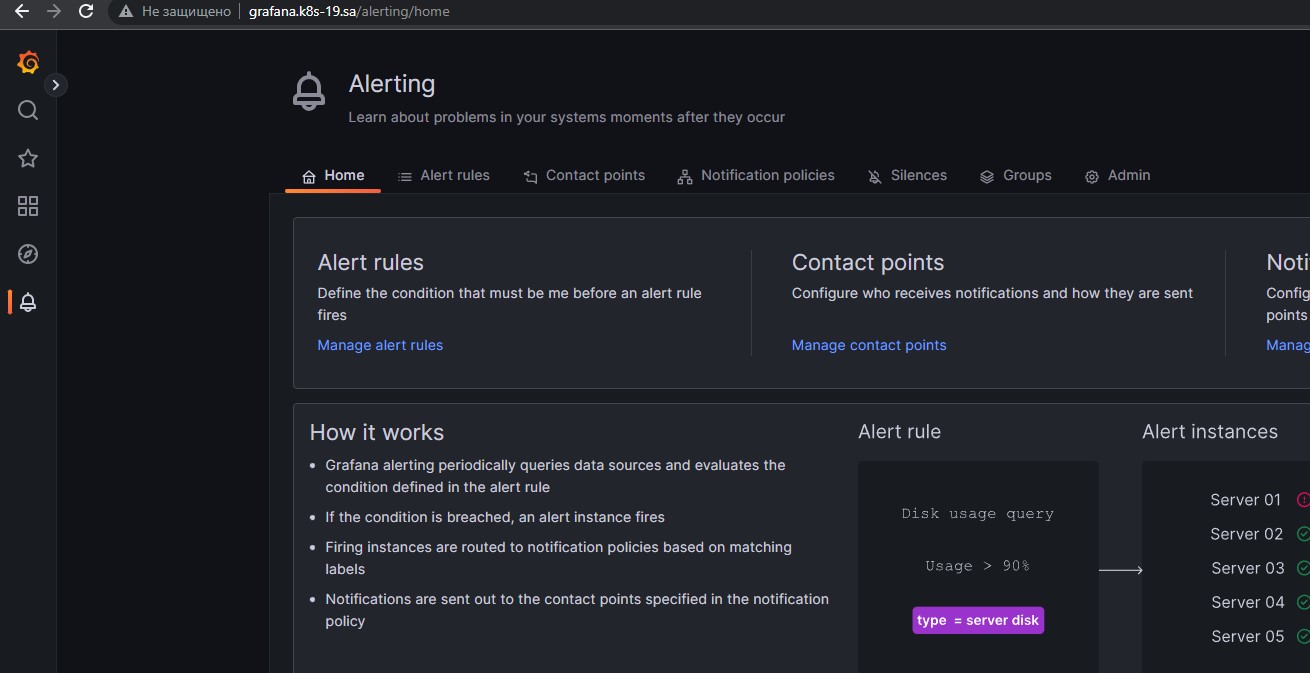 Не защищено grafana.k8s-19.sa/alerting/home
Alerting
Learn about problems in your systems moments after they occur
Home Alert rules Contact points Notification policies Silences Groups Admin
Alert rules
Define the condition that must be me before an alert rule
fires
Manage alert rules
Contact points
Configure who receives notifications and how they are sent
Manage contact points
Noti
Config
points
Manag
How it works
Grafana alerting periodically queries data sources and evaluates the
condition defined in the alert rule
If the condition is breached, an alert instance fires
Firing instances are routed to notification policies based on matching
labels
Notifications are sent out to the contact points specified in the notification
policy
Alert rule
Disk usage query
Usage > 90%
type = server disk
Alert instances
Server 01
Server 02
Server 03
Server 04
Server 05